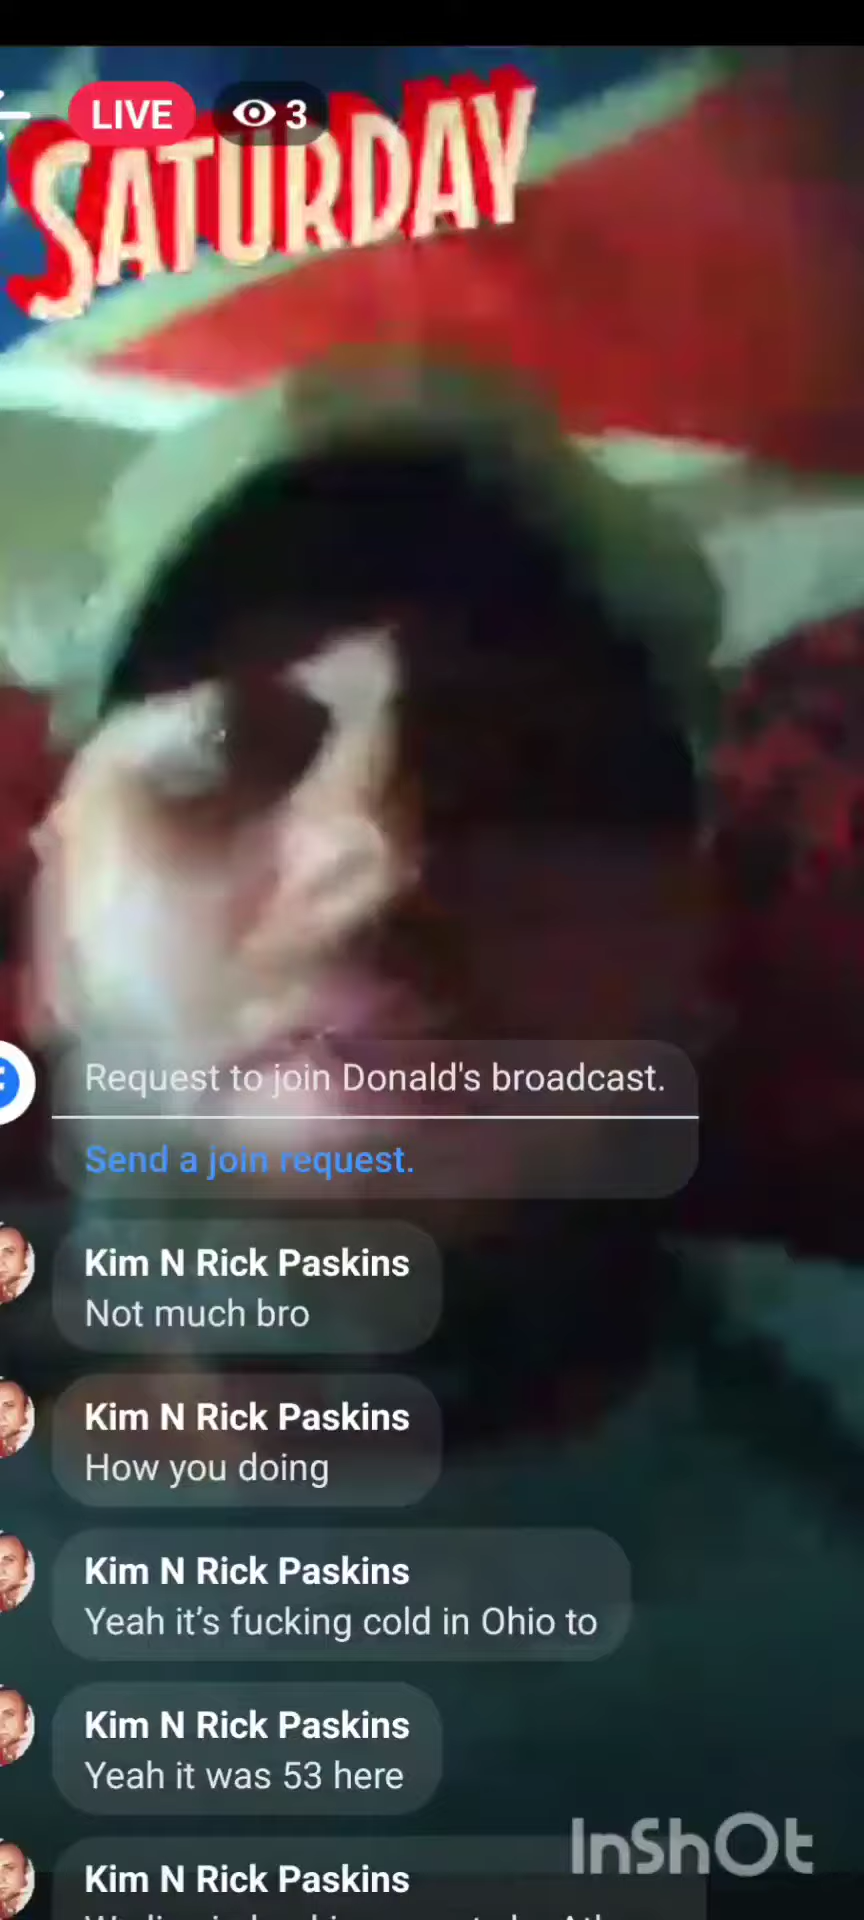 LIVE 3
SATURDAY
Request to join Donald's broadcast.
Send a join request.
Kim N Rick Paskins
Not much bro
Kim N Rick Paskins
How you doing
Kim N Rick Paskins
Yeah it’s fucking cold in Ohio to
Kim N Rick Paskins
Yeah it was 53 here
InShOt
Kim N Rick Paskins